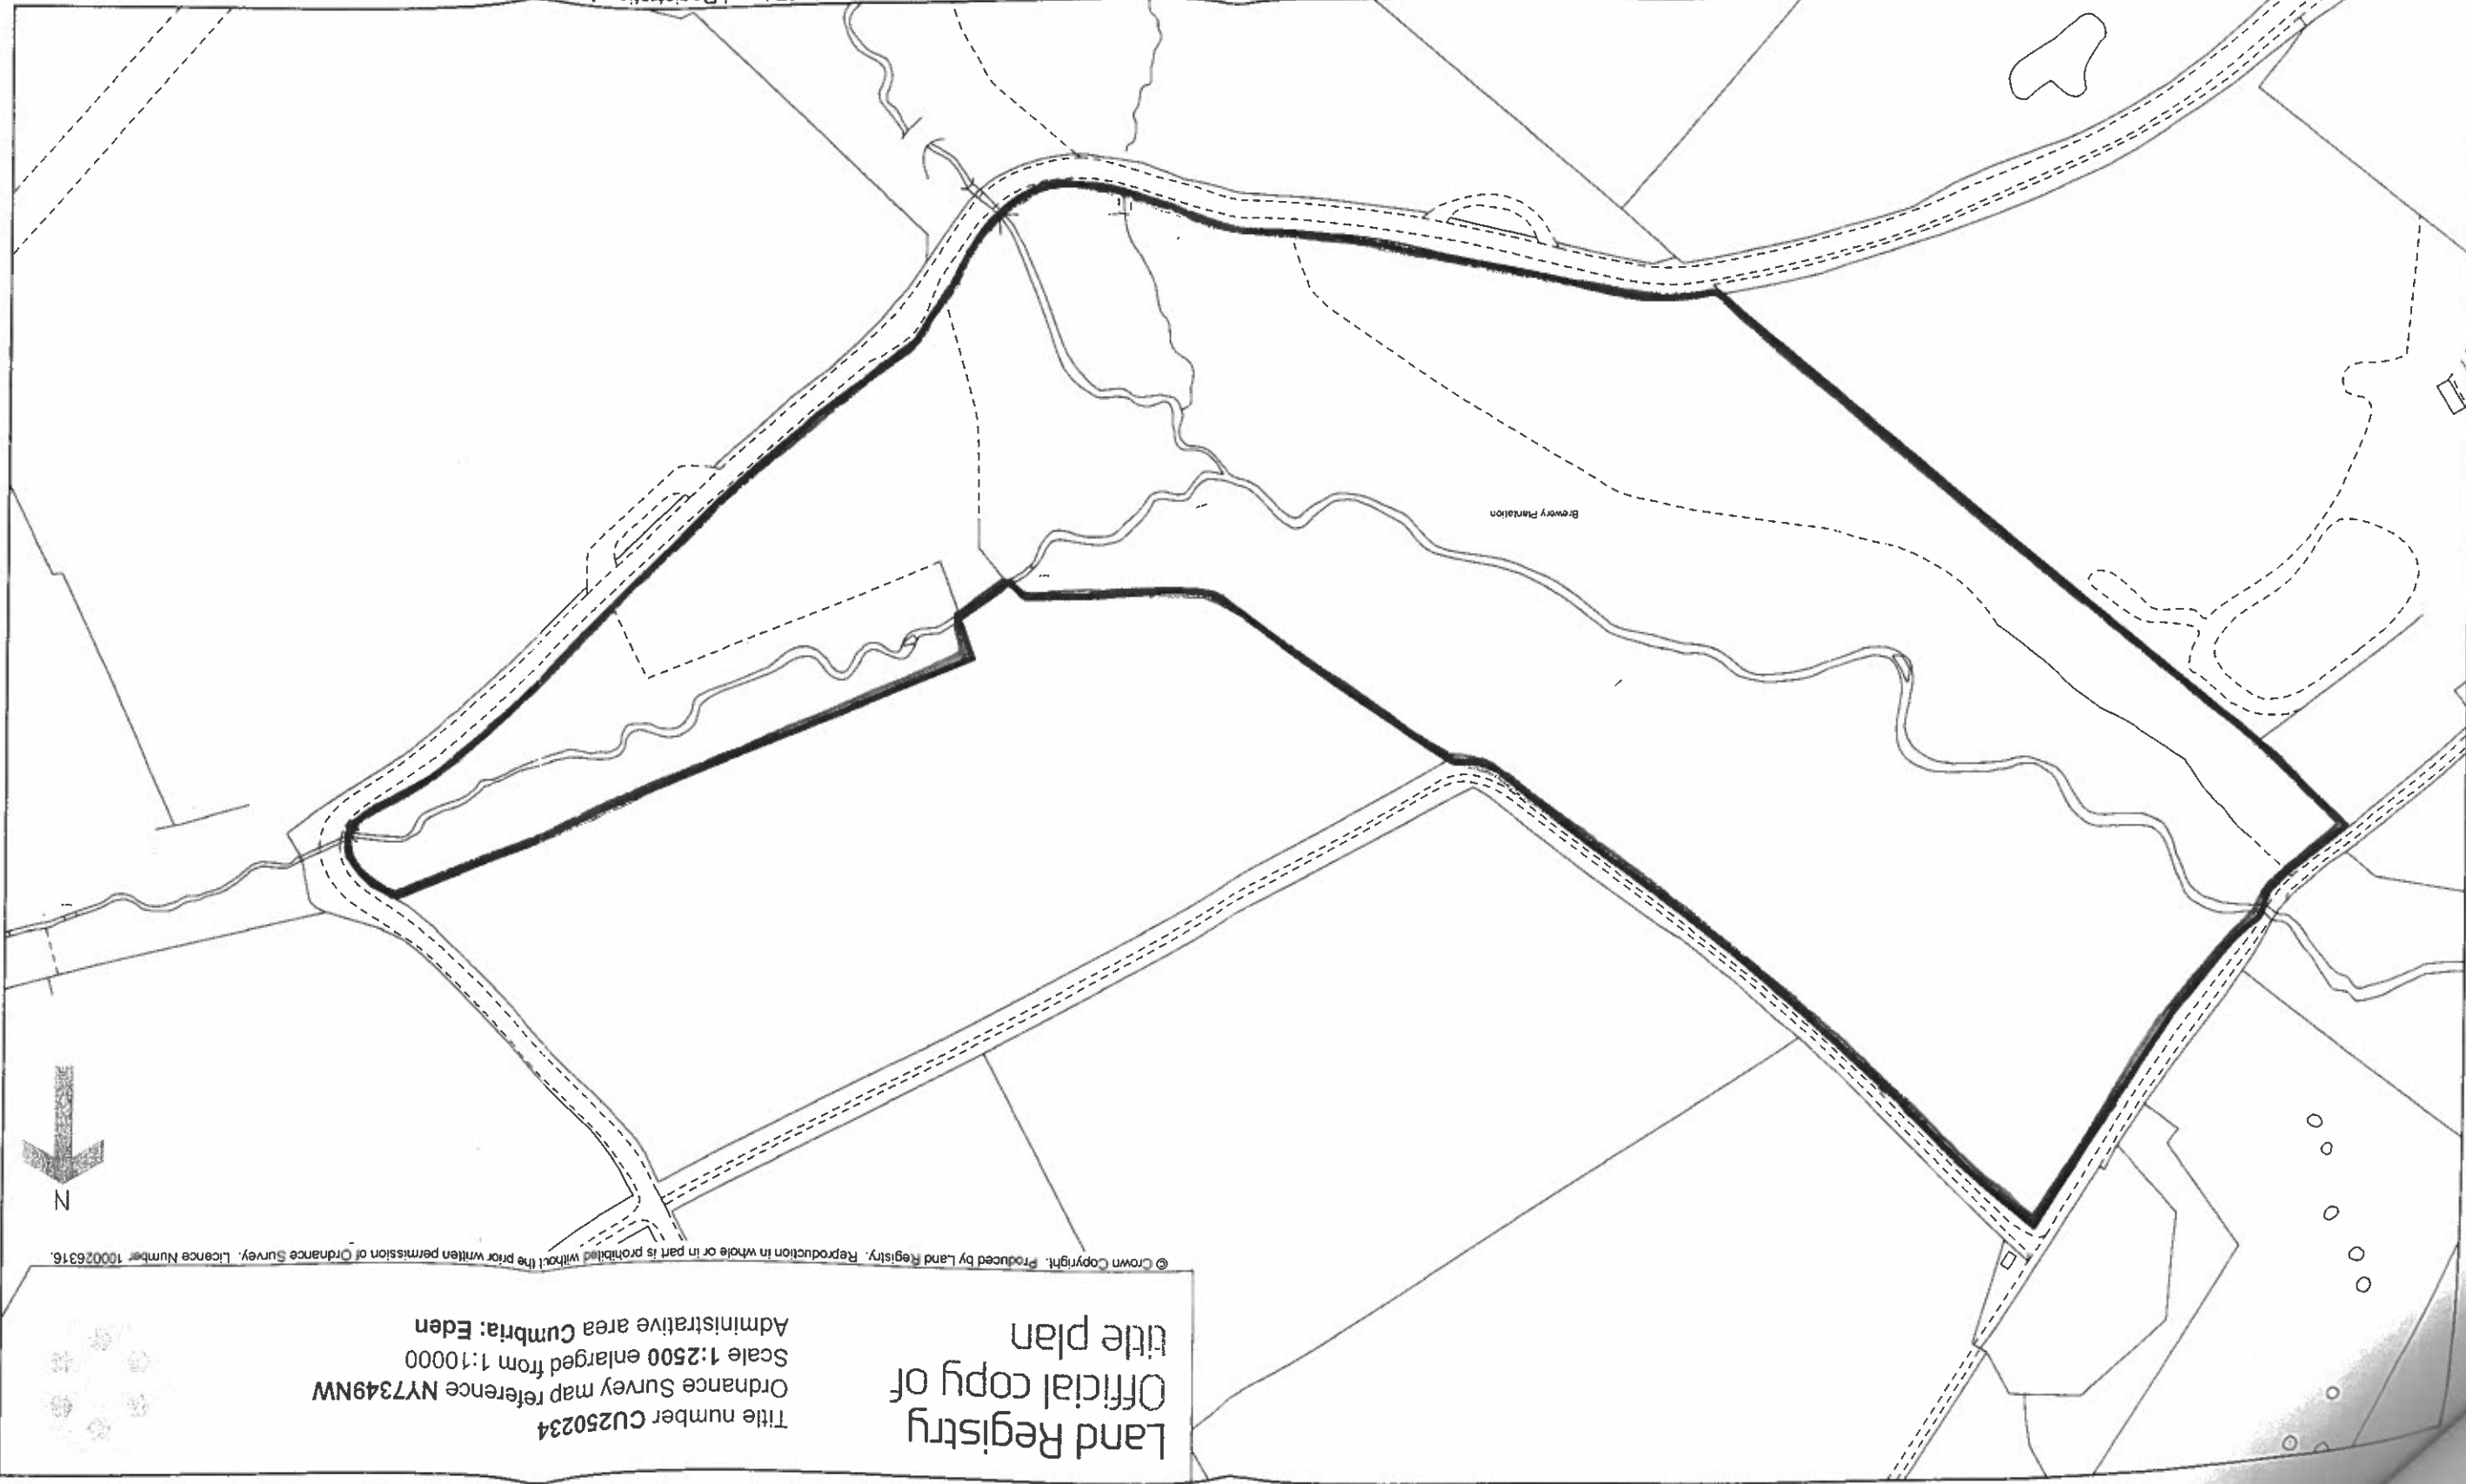 Land Registry
Official copy of
title plan
Title number CU250234
Ordnance Survey map reference NY7349NW
Scale 1:2500 enlarged from 1:10000
Administrative area Cumbria: Eden
© Crown Copyright. Produced by Land Registry. Reproduction in whole or in part is prohibited without the prior written permission of Ordnance Survey. Licence Number 100026316.
N
Brewery Plantation